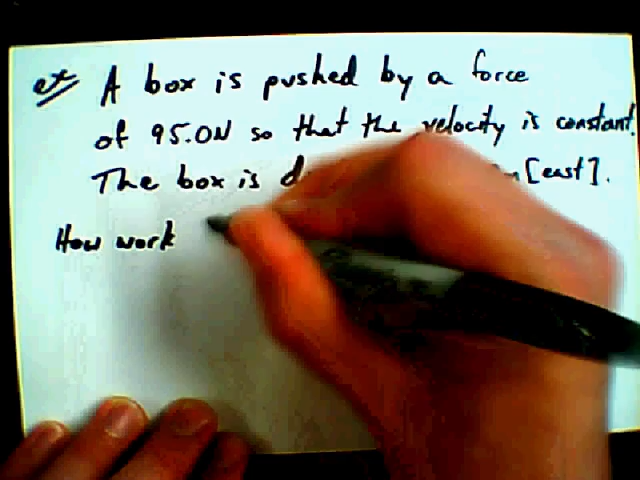 ex A box is pushed by a force
of 95.0N so that the velocity is constant.
The box is [east].
How work